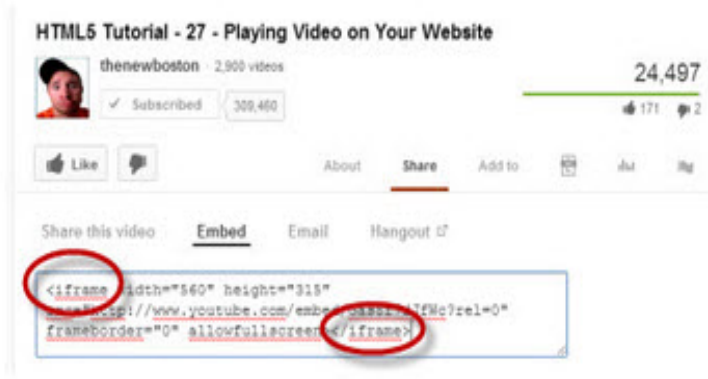 HTML5 Tutorial - 27 - Playing Video on Your Website
thenewboston · 2,900 videos
✓ Subscribed 309,460
24,497
171 2
Like
About Share Add to
Share this video Embed Email Hangout
<iframe width="560" height="315"
://www.youtube.com/embed/ ?rel=0"
frameborder="0" allowfullscreen></iframe>